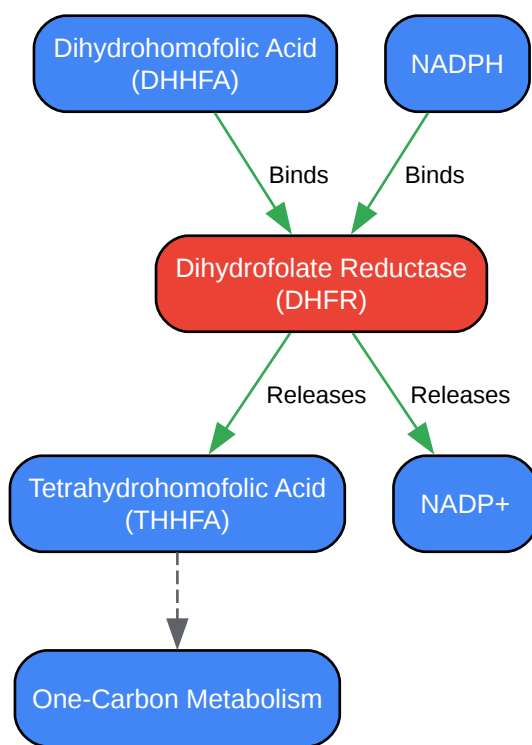 Dihydrohomofolic Acid
(DHHFA)
NADPH
Binds
Binds
Dihydrofolate Reductase
(DHFR)
Releases
Releases
Tetrahydrohomofolic Acid
(THHFA)
NADP+
One-Carbon Metabolism